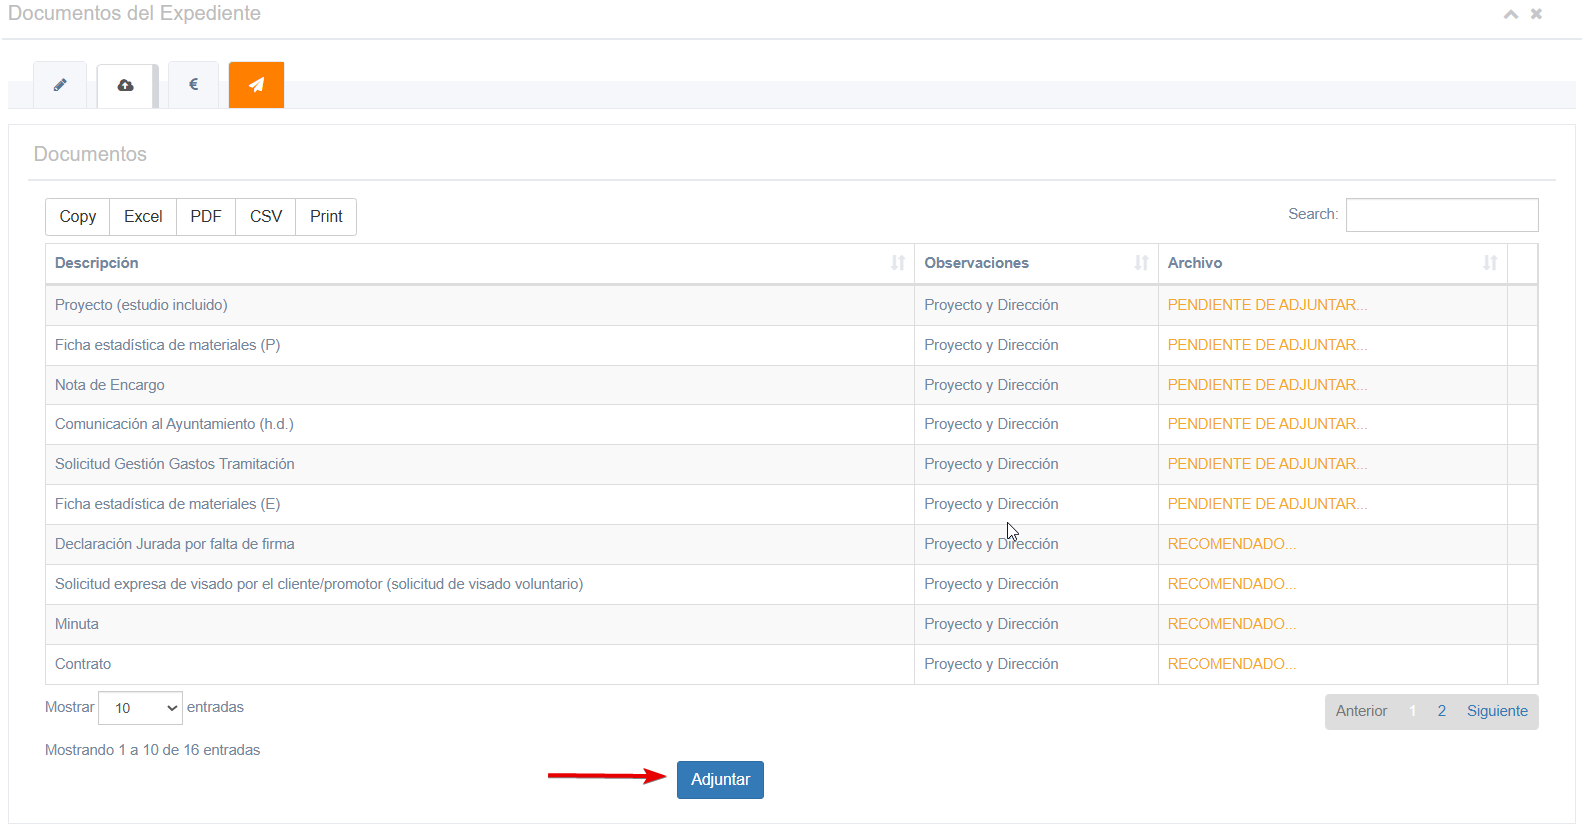 Documentos del Expediente
€
Documentos
Copy Excel PDF CSV Print
Search:
Descripción Observaciones Archivo
Proyecto (estudio incluido) Proyecto y Dirección PENDIENTE DE ADJUNTAR...
Ficha estadística de materiales (P) Proyecto y Dirección PENDIENTE DE ADJUNTAR...
Nota de Encargo Proyecto y Dirección PENDIENTE DE ADJUNTAR...
Comunicación al Ayuntamiento (h.d.) Proyecto y Dirección PENDIENTE DE ADJUNTAR...
Solicitud Gestión Gastos Tramitación Proyecto y Dirección PENDIENTE DE ADJUNTAR...
Ficha estadística de materiales (E) Proyecto y Dirección PENDIENTE DE ADJUNTAR...
Declaración Jurada por falta de firma Proyecto y Dirección RECOMENDADO...
Solicitud expresa de visado por el cliente/promotor (solicitud de visado voluntario) Proyecto y Dirección RECOMENDADO...
Minuta Proyecto y Dirección RECOMENDADO...
Contrato Proyecto y Dirección RECOMENDADO...
Mostrar 10 entradas Anterior 1 2 Siguiente
Mostrando 1 a 10 de 16 entradas
Adjuntar